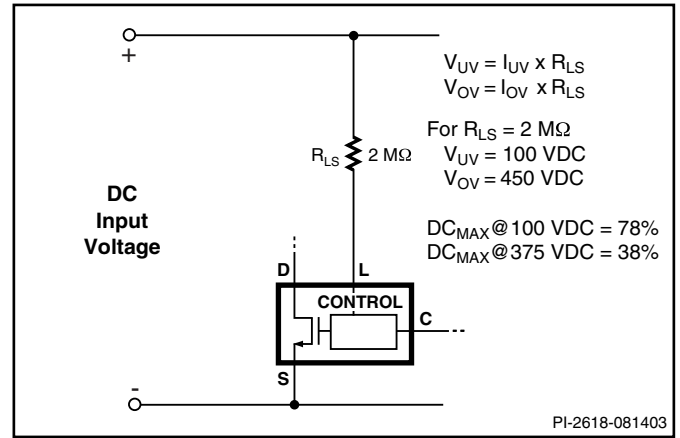 +
V_UV = I_UV x R_LS
V_OV = I_OV x R_LS
For R_LS = 2 MΩ
V_UV = 100 VDC
V_OV = 450 VDC
DC_MAX@100 VDC = 78%
DC_MAX@375 VDC = 38%
R_LS 2 MΩ
DC
Input
Voltage
D L
CONTROL
C
S
-
PI-2618-081403